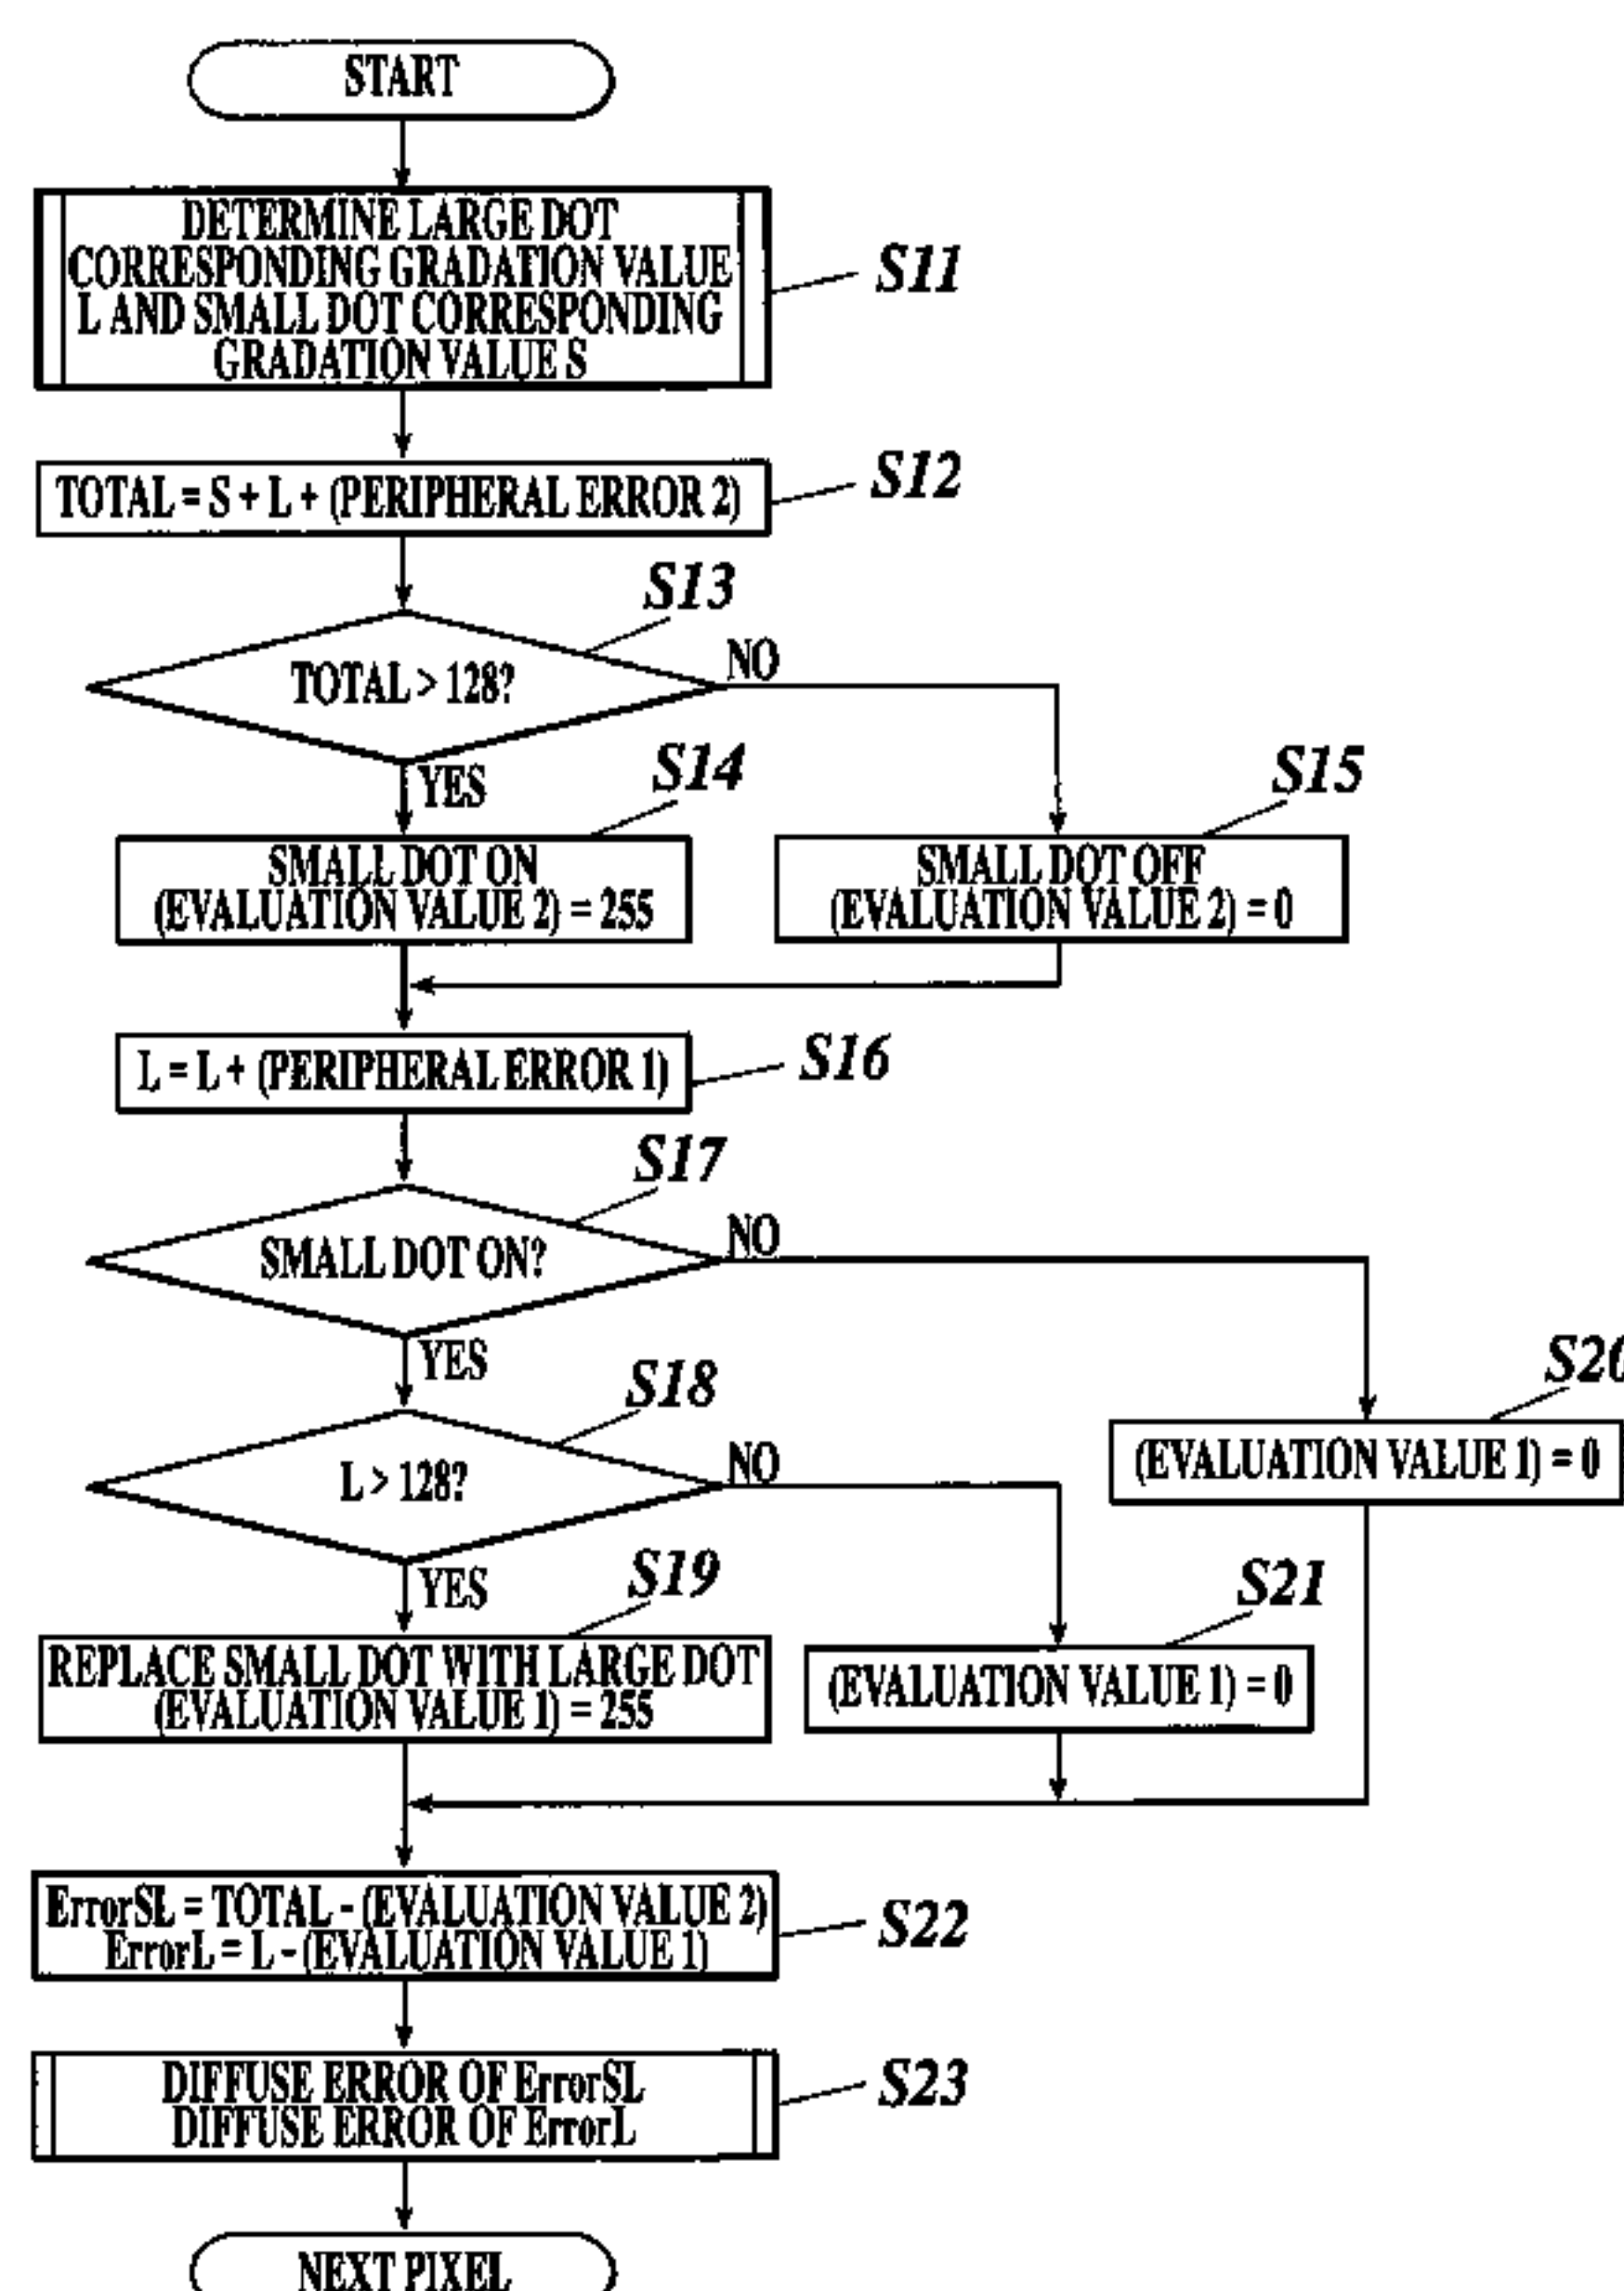 START
DETERMINE LARGE DOT
CORRESPONDING GRADATION VALUE
L AND SMALL DOT CORRESPONDING
GRADATION VALUE S
S11
TOTAL = S + L + (PERIPHERAL ERROR 2)
S12
S13
TOTAL > 128?
NO
YES
S14
SMALL DOT ON
(EVALUATION VALUE 2) = 255
S15
SMALL DOT OFF
(EVALUATION VALUE 2) = 0
L = L + (PERIPHERAL ERROR 1)
S16
S17
SMALL DOT ON?
NO
YES
S18
L > 128?
NO
YES
S20
(EVALUATION VALUE 1) = 0
S19
REPLACE SMALL DOT WITH LARGE DOT
(EVALUATION VALUE 1) = 255
S21
(EVALUATION VALUE 1) = 0
ErrorSL = TOTAL - (EVALUATION VALUE 2)
ErrorL = L - (EVALUATION VALUE 1)
S22
DIFFUSE ERROR OF ErrorSL
DIFFUSE ERROR OF ErrorL
S23
NEXT PIXEL